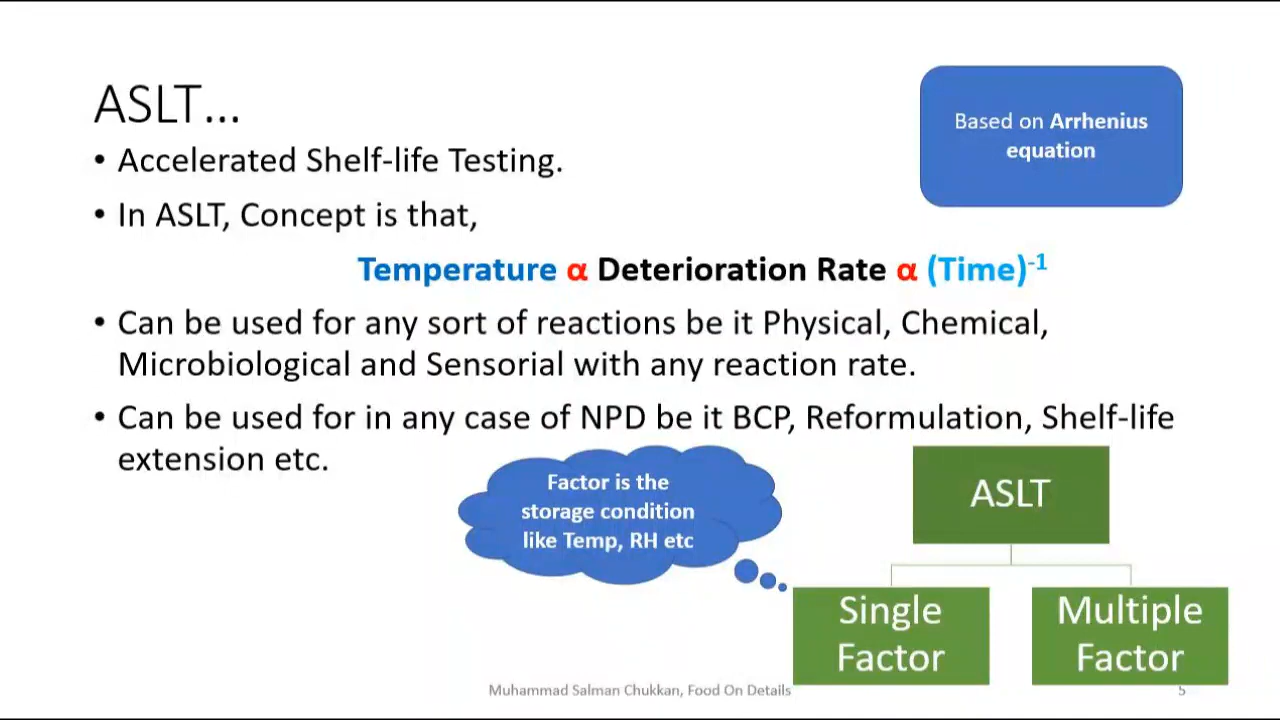 ASLT...
Based on Arrhenius
equation
• Accelerated Shelf-life Testing.
• In ASLT, Concept is that,
Temperature α Deterioration Rate α (Time)⁻¹
• Can be used for any sort of reactions be it Physical, Chemical,
Microbiological and Sensorial with any reaction rate.
• Can be used for in any case of NPD be it BCP, Reformulation, Shelf-life
extension etc.
Factor is the
storage condition
like Temp, RH etc
ASLT
Single
Factor
Multiple
Factor
Muhammad Salman Chukkan, Food On Details
5